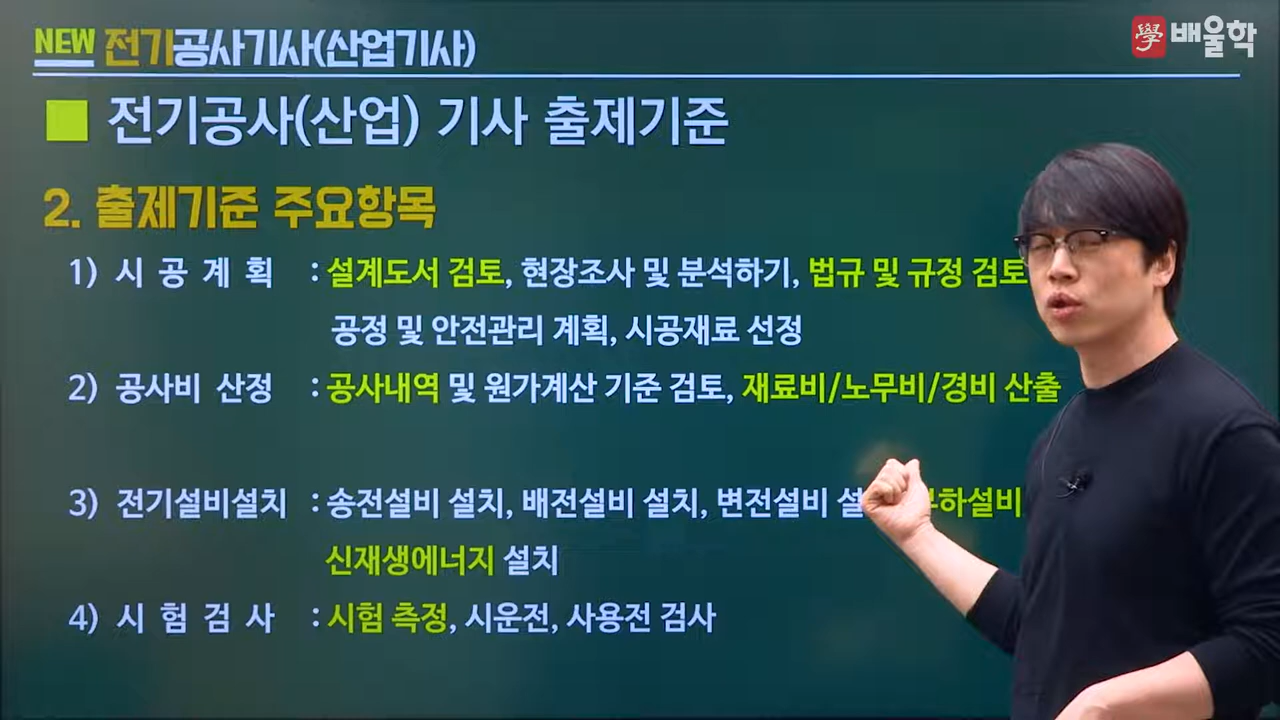 NEW 전기공사기사(산업기사)
學 배울학
■ 전기공사(산업) 기사 출제기준
2. 출제기준 주요항목
1) 시 공 계 획 : 설계도서 검토, 현장조사 및 분석하기, 법규 및 규정 검토
공정 및 안전관리 계획, 시공재료 선정
2) 공사비 산정 : 공사내역 및 원가계산 기준 검토, 재료비/노무비/경비 산출
3) 전기설비설치 : 송전설비 설치, 배전설비 설치, 변전설비 부하설비
신재생에너지 설치
4) 시 험 검 사 : 시험 측정, 시운전, 사용전 검사